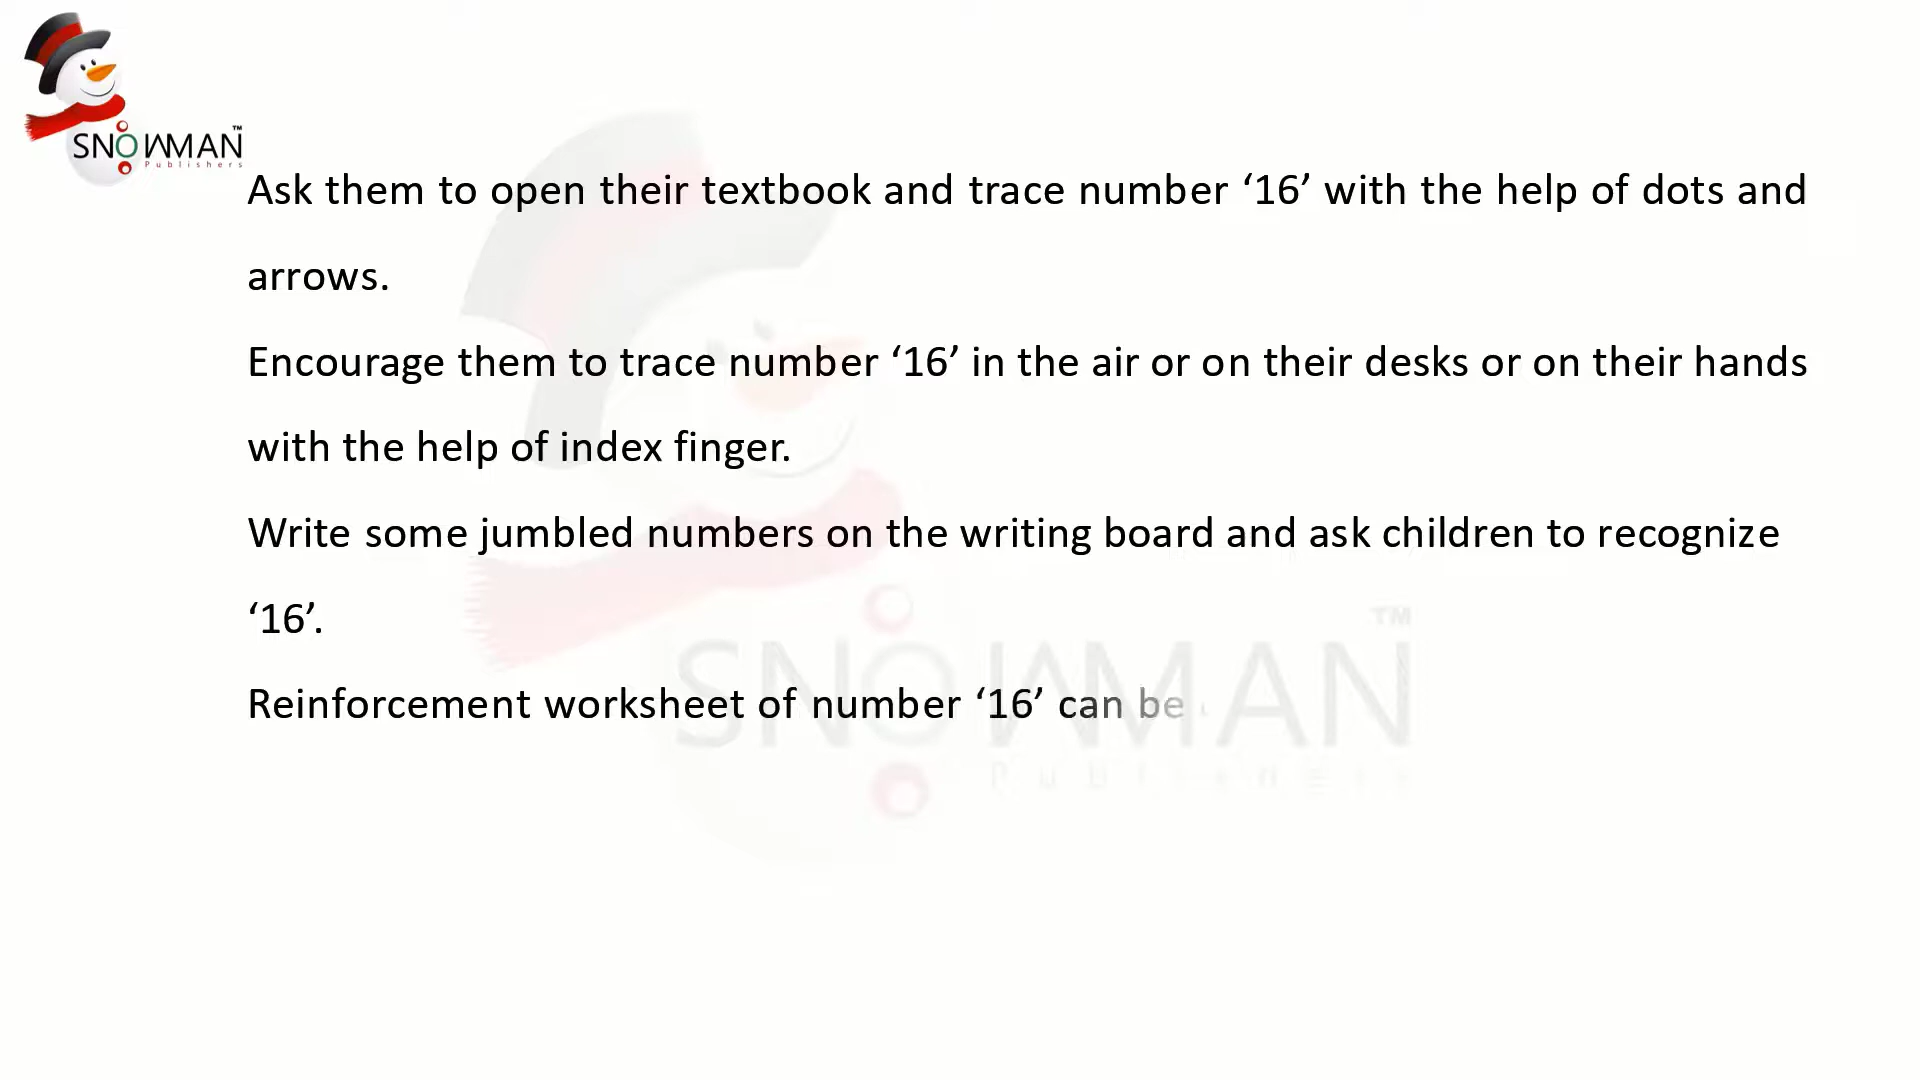 SNOWMAN™
Publishers
Ask them to open their textbook and trace number ‘16’ with the help of dots and
arrows.
Encourage them to trace number ‘16’ in the air or on their desks or on their hands
with the help of index finger.
Write some jumbled numbers on the writing board and ask children to recognize
‘16’.
Reinforcement worksheet of number ‘16’ can be
SNOWMAN™
Publishers